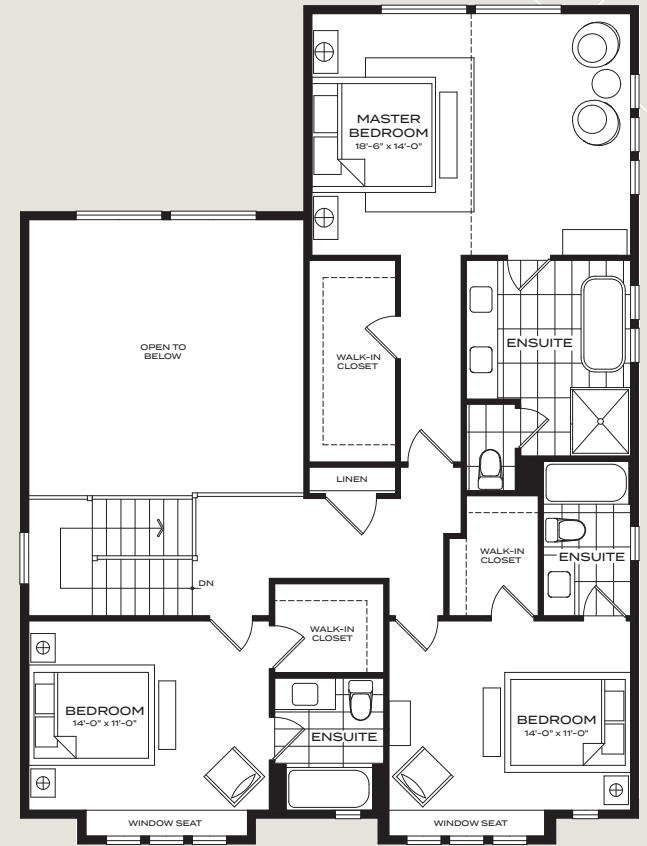 MASTER
BEDROOM
18'-6" x 14'-0"
OPEN TO
BELOW
WALK-IN
CLOSET
ENSUITE
LINEN
WALK-IN
CLOSET
ENSUITE
DN
WALK-IN
CLOSET
BEDROOM
14'-0" x 11'-0"
ENSUITE
BEDROOM
14'-0" x 11'-0"
WINDOW SEAT
WINDOW SEAT